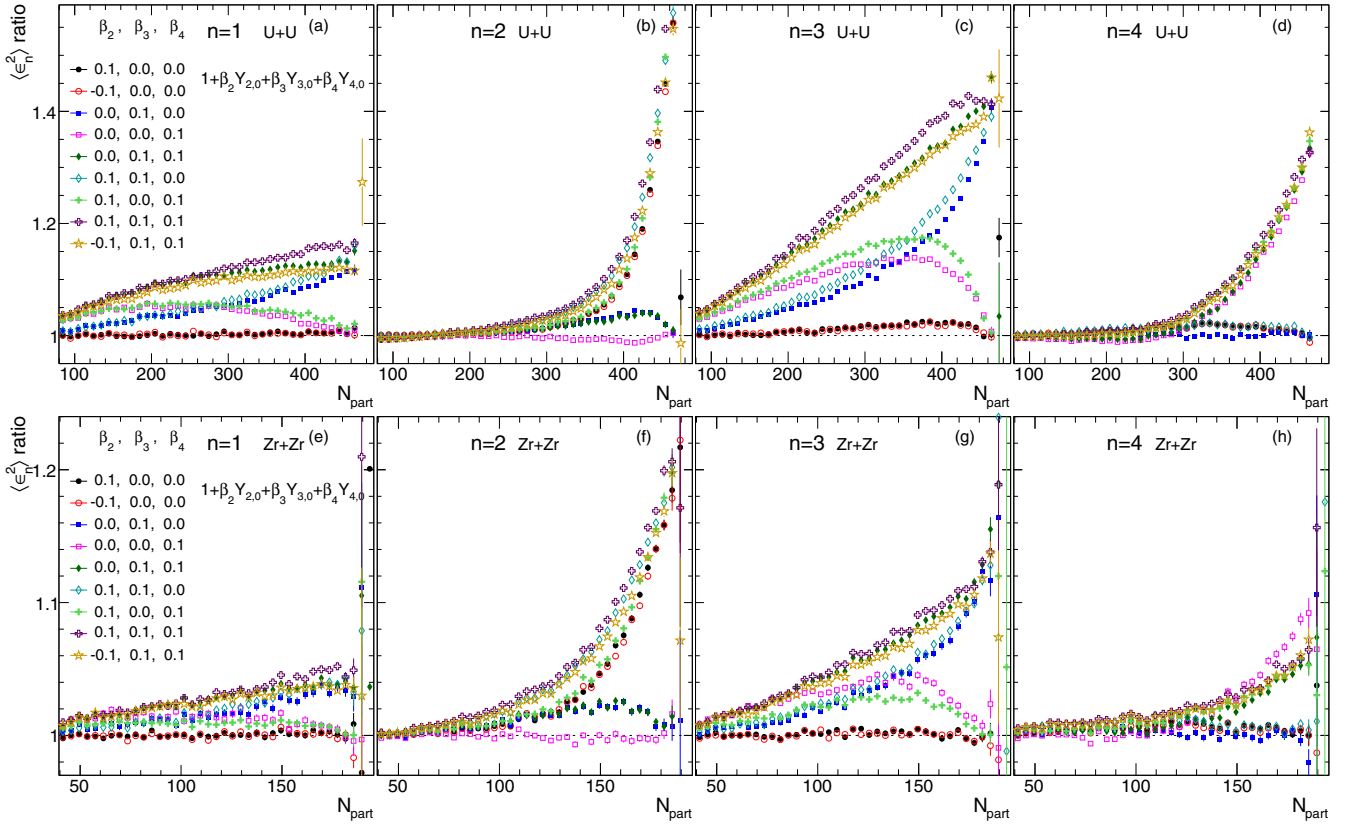 ⟨ϵn²⟩ ratio
1.4
1.2
1
β2 , β3 , β4
n=1 U+U (a)
1+β2Y2,0+β3Y3,0+β4Y4,0
0.1, 0.0, 0.0
-0.1, 0.0, 0.0
0.0, 0.1, 0.0
0.0, 0.0, 0.1
0.0, 0.1, 0.1
0.1, 0.1, 0.0
0.1, 0.0, 0.1
0.1, 0.1, 0.1
-0.1, 0.1, 0.1
100 200 300 400
Npart
n=2 U+U (b)
100 200 300 400
Npart
n=3 U+U (c)
100 200 300 400
Npart
n=4 U+U (d)
100 200 300 400
Npart
⟨ϵn²⟩ ratio
1.2
1.1
1
β2 , β3 , β4
n=1 Zr+Zr (e)
1+β2Y2,0+β3Y3,0+β4Y4,0
0.1, 0.0, 0.0
-0.1, 0.0, 0.0
0.0, 0.1, 0.0
0.0, 0.0, 0.1
0.0, 0.1, 0.1
0.1, 0.1, 0.0
0.1, 0.0, 0.1
0.1, 0.1, 0.1
-0.1, 0.1, 0.1
50 100 150
Npart
n=2 Zr+Zr (f)
50 100 150
Npart
n=3 Zr+Zr (g)
50 100 150
Npart
n=4 Zr+Zr (h)
50 100 150
Npart